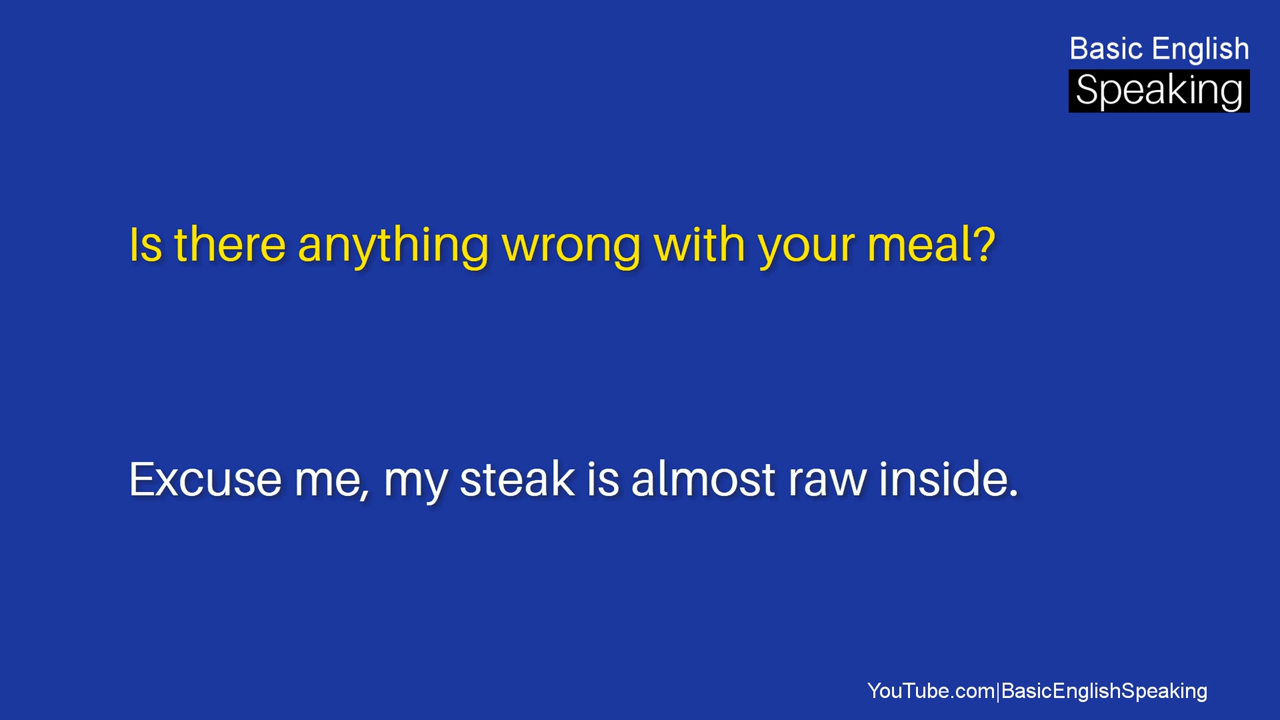 Basic English
Speaking
Is there anything wrong with your meal?
Excuse me, my steak is almost raw inside.
YouTube.com|BasicEnglishSpeaking